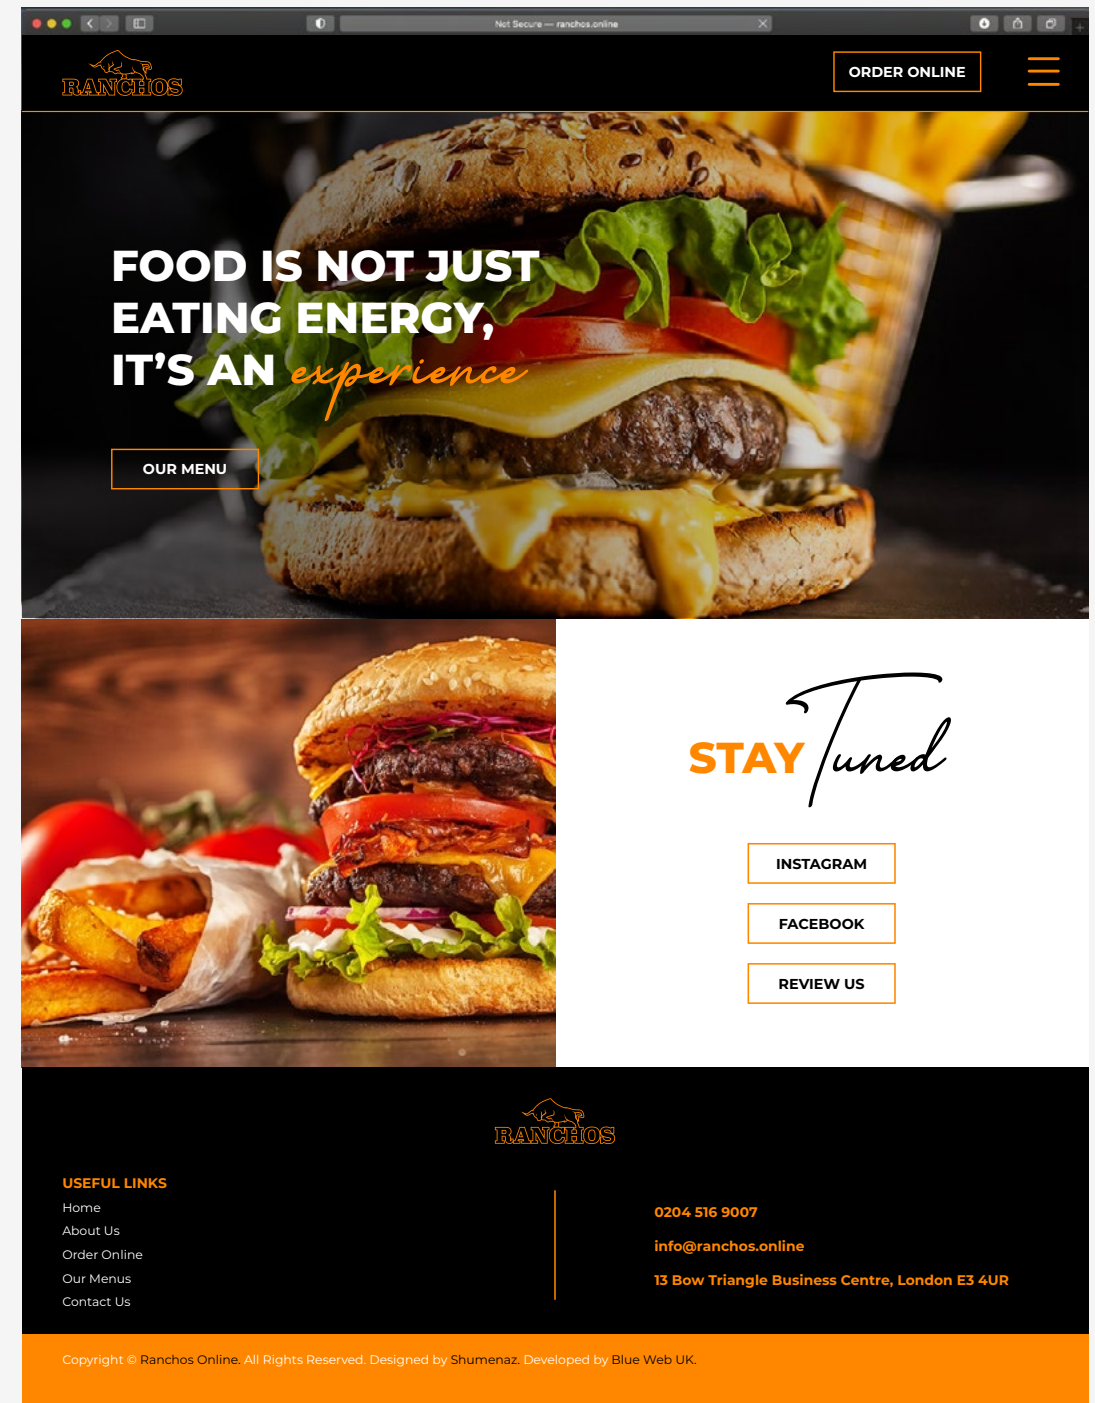 Not Secure — ranchos.online
RANCHOS
ORDER ONLINE
FOOD IS NOT JUST
EATING ENERGY,
IT'S AN experience
OUR MENU
STAY Tuned
INSTAGRAM
FACEBOOK
REVIEW US
RANCHOS
USEFUL LINKS
Home
About Us
Order Online
Our Menus
Contact Us
0204 516 9007
info@ranchos.online
13 Bow Triangle Business Centre, London E3 4UR
Copyright © Ranchos Online. All Rights Reserved. Designed by Shumenaz. Developed by Blue Web UK.